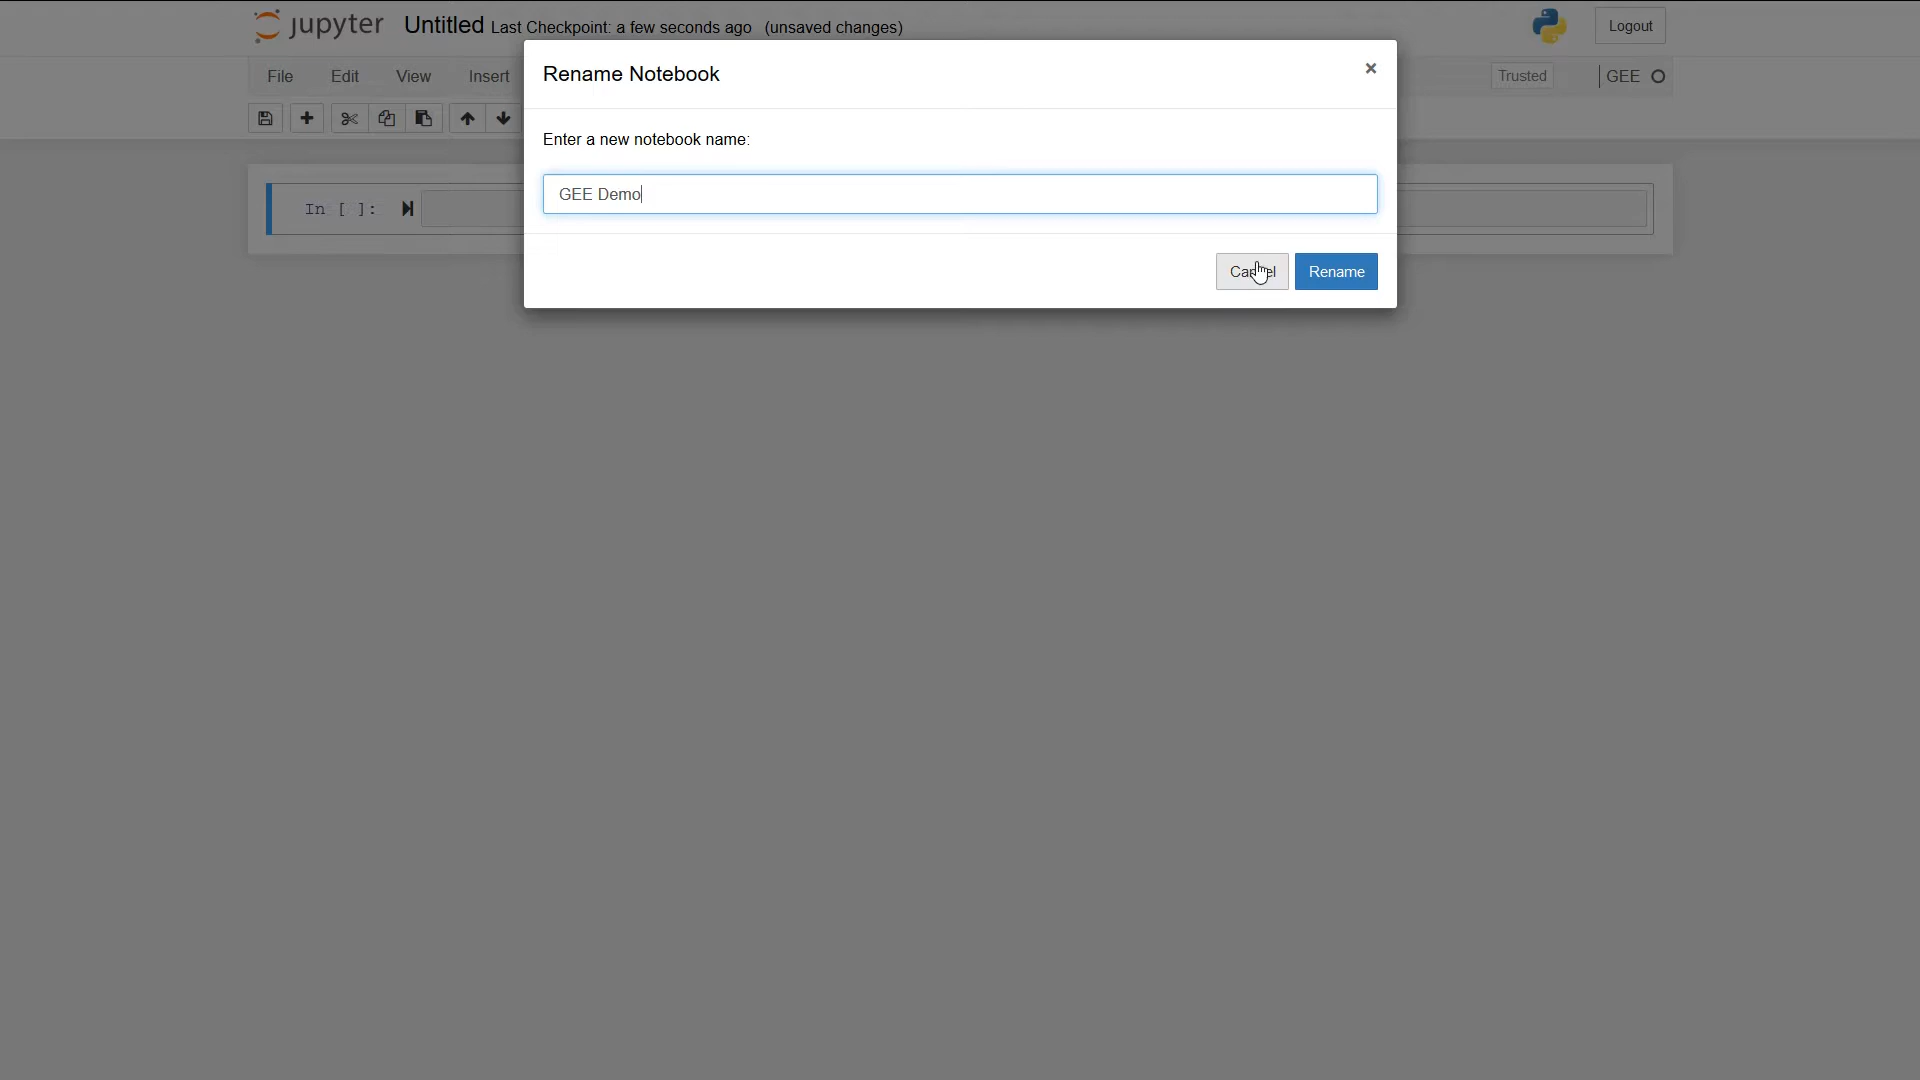 jupyter Untitled Last Checkpoint: a few seconds ago (unsaved changes) Logout
Rename Notebook ×
File Edit View Insert Trusted GEE
Enter a new notebook name:
GEE Demo
In [ ]:
Cancel Rename